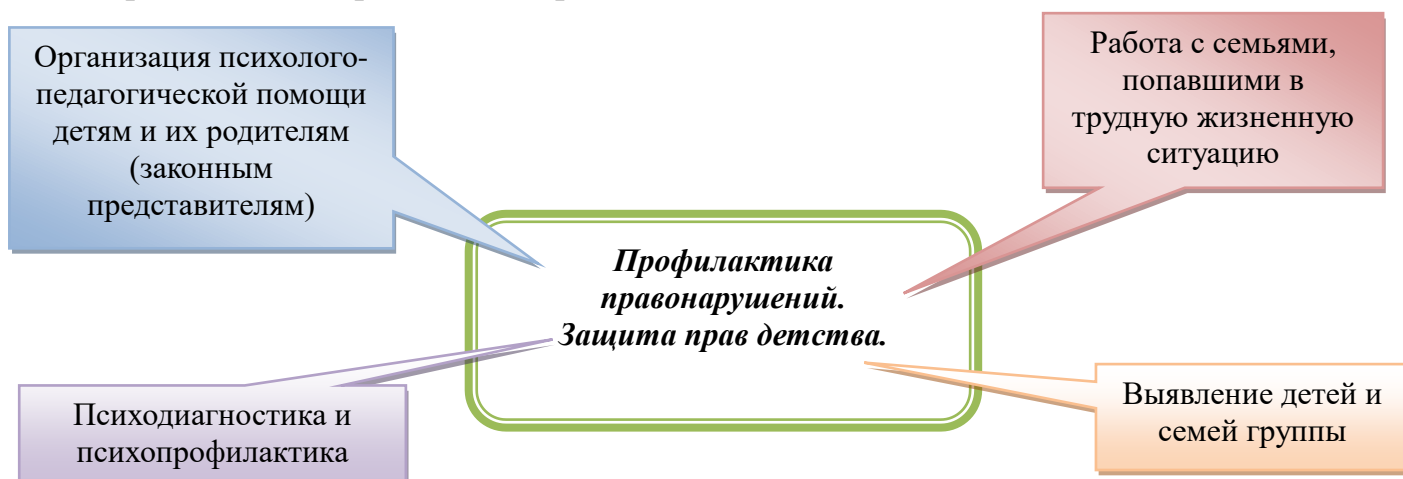 Организация психолого-
педагогической помощи
детям и их родителям
(законным
представителям)
Работа с семьями,
попавшими в
трудную жизненную
ситуацию
Профилактика
правонарушений.
Защита прав детства.
Психодиагностика и
психопрофилактика
Выявление детей и
семей группы